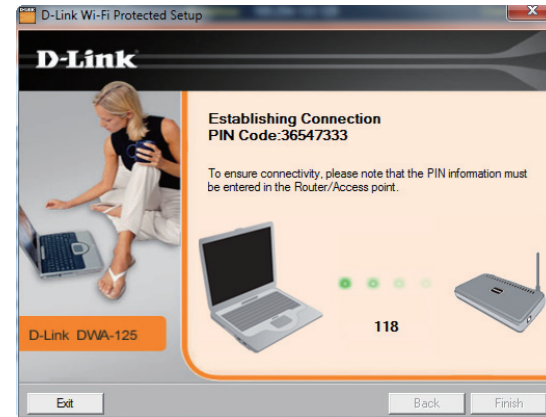 D-Link Wi-Fi Protected Setup
D-Link
Establishing Connection
PIN Code:36547333
To ensure connectivity, please note that the PIN information must
be entered in the Router/Access point.
118
D-Link DWA-125
Exit
Back
Finish